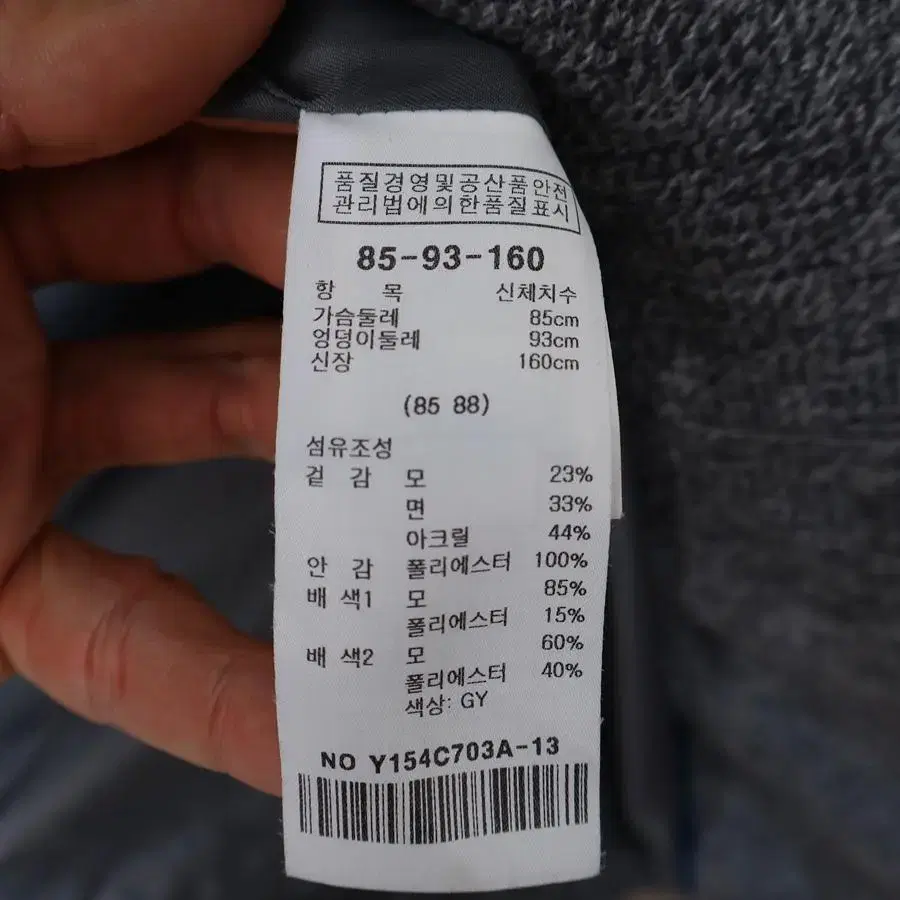 품질경영및공산품안전
관리법에의한품질표시
85-93-160
항 목 신체치수
가슴둘레 85cm
엉덩이둘레 93cm
신장 160cm
(85 88)
섬유조성
겉 감 모 23%
면 33%
아크릴 44%
안 감 폴리에스터 100%
배 색1 모 85%
폴리에스터 15%
배 색2 모 60%
폴리에스터 40%
색상: GY
NO Y154C703A-13